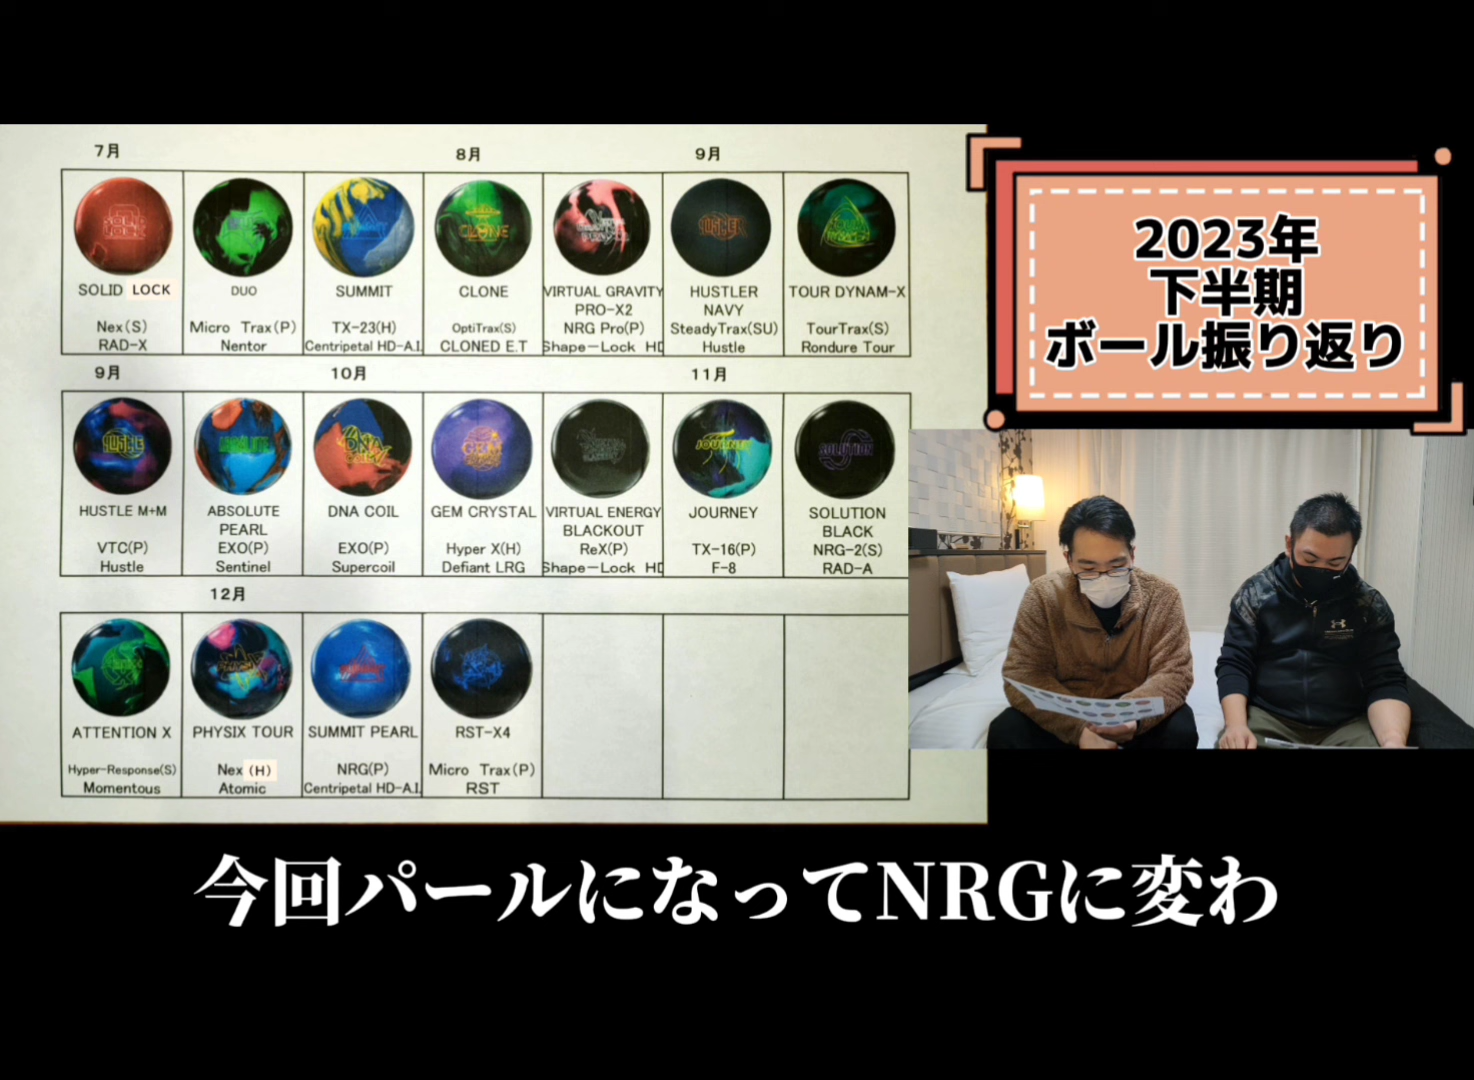 7月
8月
9月
SOLID LOCK
Nex(S)
RAD-X
DUO
Micro Trax(P)
Nentor
SUMMIT
TX-23(H)
Centripetal HD-A.I.
CLONE
OptiTrax(S)
CLONED E.T
VIRTUAL GRAVITY
PRO-X2
NRG Pro(P)
Shape-Lock HD
HUSTLER
NAVY
SteadyTrax(SU)
Hustle
TOUR DYNAM-X
TourTrax(S)
Rondure Tour
2023年
下半期
ボール振り返り
9月
10月
11月
HUSTLE M+M
VTC(P)
Hustle
ABSOLUTE
PEARL
EXO(P)
Sentinel
DNA COIL
EXO(P)
Supercoil
GEM CRYSTAL
Hyper X(H)
Defiant LRG
VIRTUAL ENERGY
BLACKOUT
ReX(P)
Shape-Lock HD
JOURNEY
TX-16(P)
F-8
SOLUTION
BLACK
NRG-2(S)
RAD-A
12月
ATTENTION X
Hyper-Response(S)
Momentous
PHYSIX TOUR
Nex (H)
Atomic
SUMMIT PEARL
NRG(P)
Centripetal HD-A.I.
RST-X4
Micro Trax(P)
RST
今回パールになってNRGに変わ